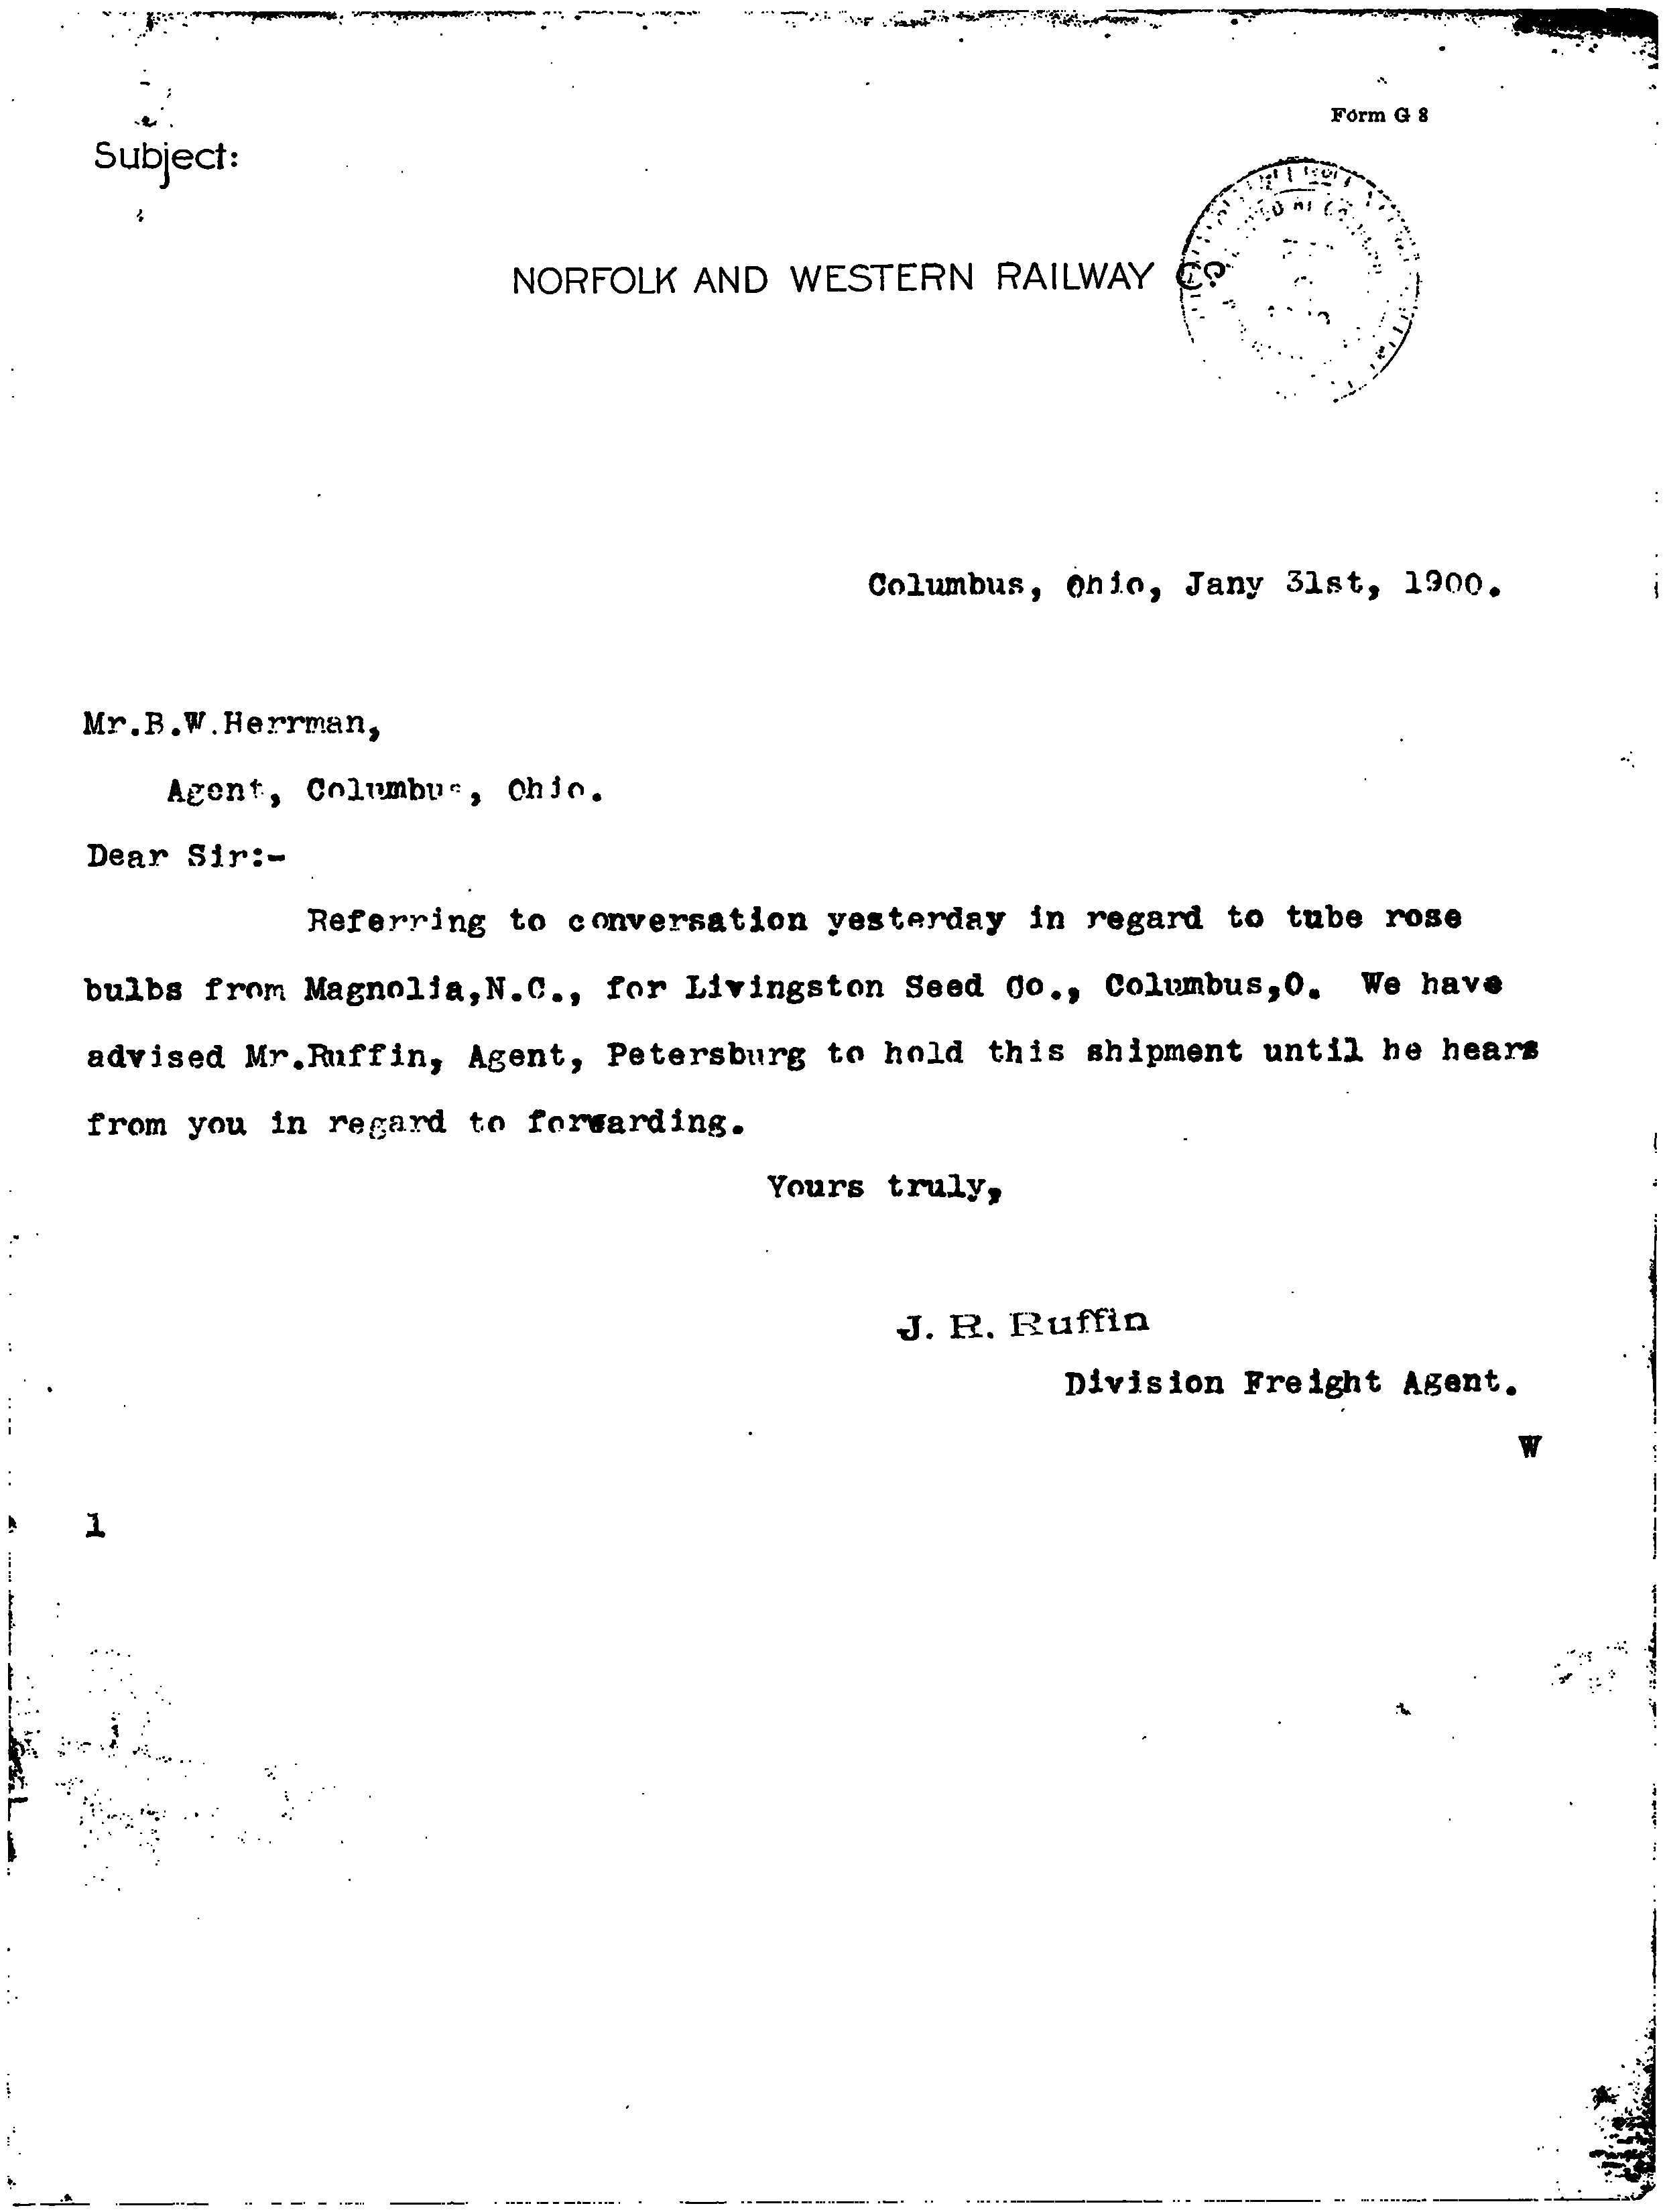 Form G 8
Subject:
NORFOLK AND WESTERN RAILWAY Co.
Columbus, Ohio, Jany 31st, 1900.
Mr.B.W.Herrman,
Agent, Columbus, Ohio.
Dear Sir:-
Referring to conversation yesterday in regard to tube rose
bulbs from Magnolia,N.C., for Livingston Seed Co., Columbus,O. We have
advised Mr.Ruffin, Agent, Petersburg to hold this shipment until he hears
from you in regard to forwarding.
Yours truly,
J. R. Ruffin
Division Freight Agent.
W
1